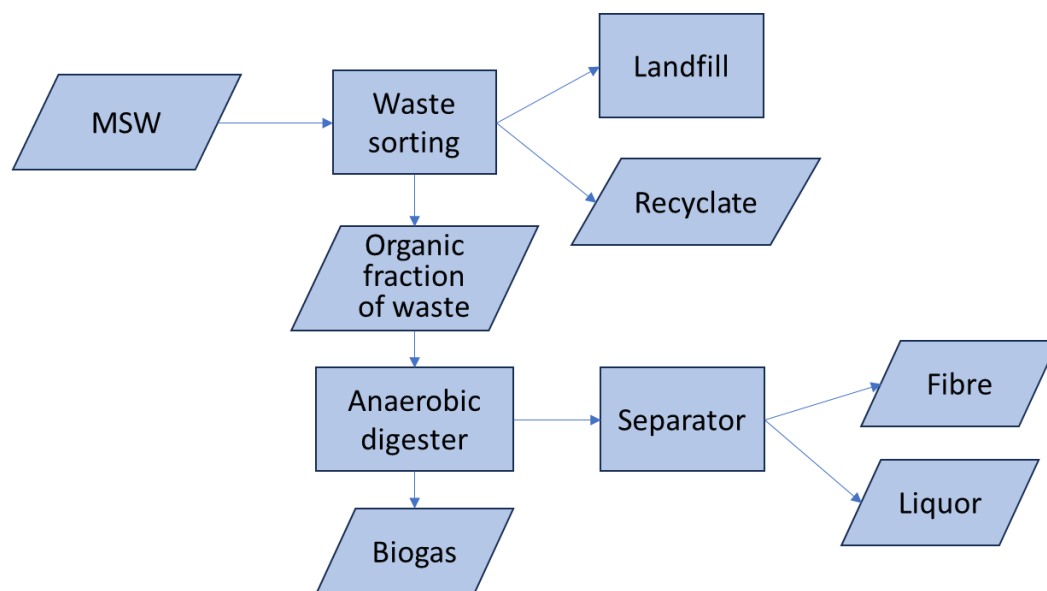 Landfill
MSW
Waste
sorting
Recyclate
Organic
fraction
of waste
Anaerobic
digester
Separator
Fibre
Liquor
Biogas